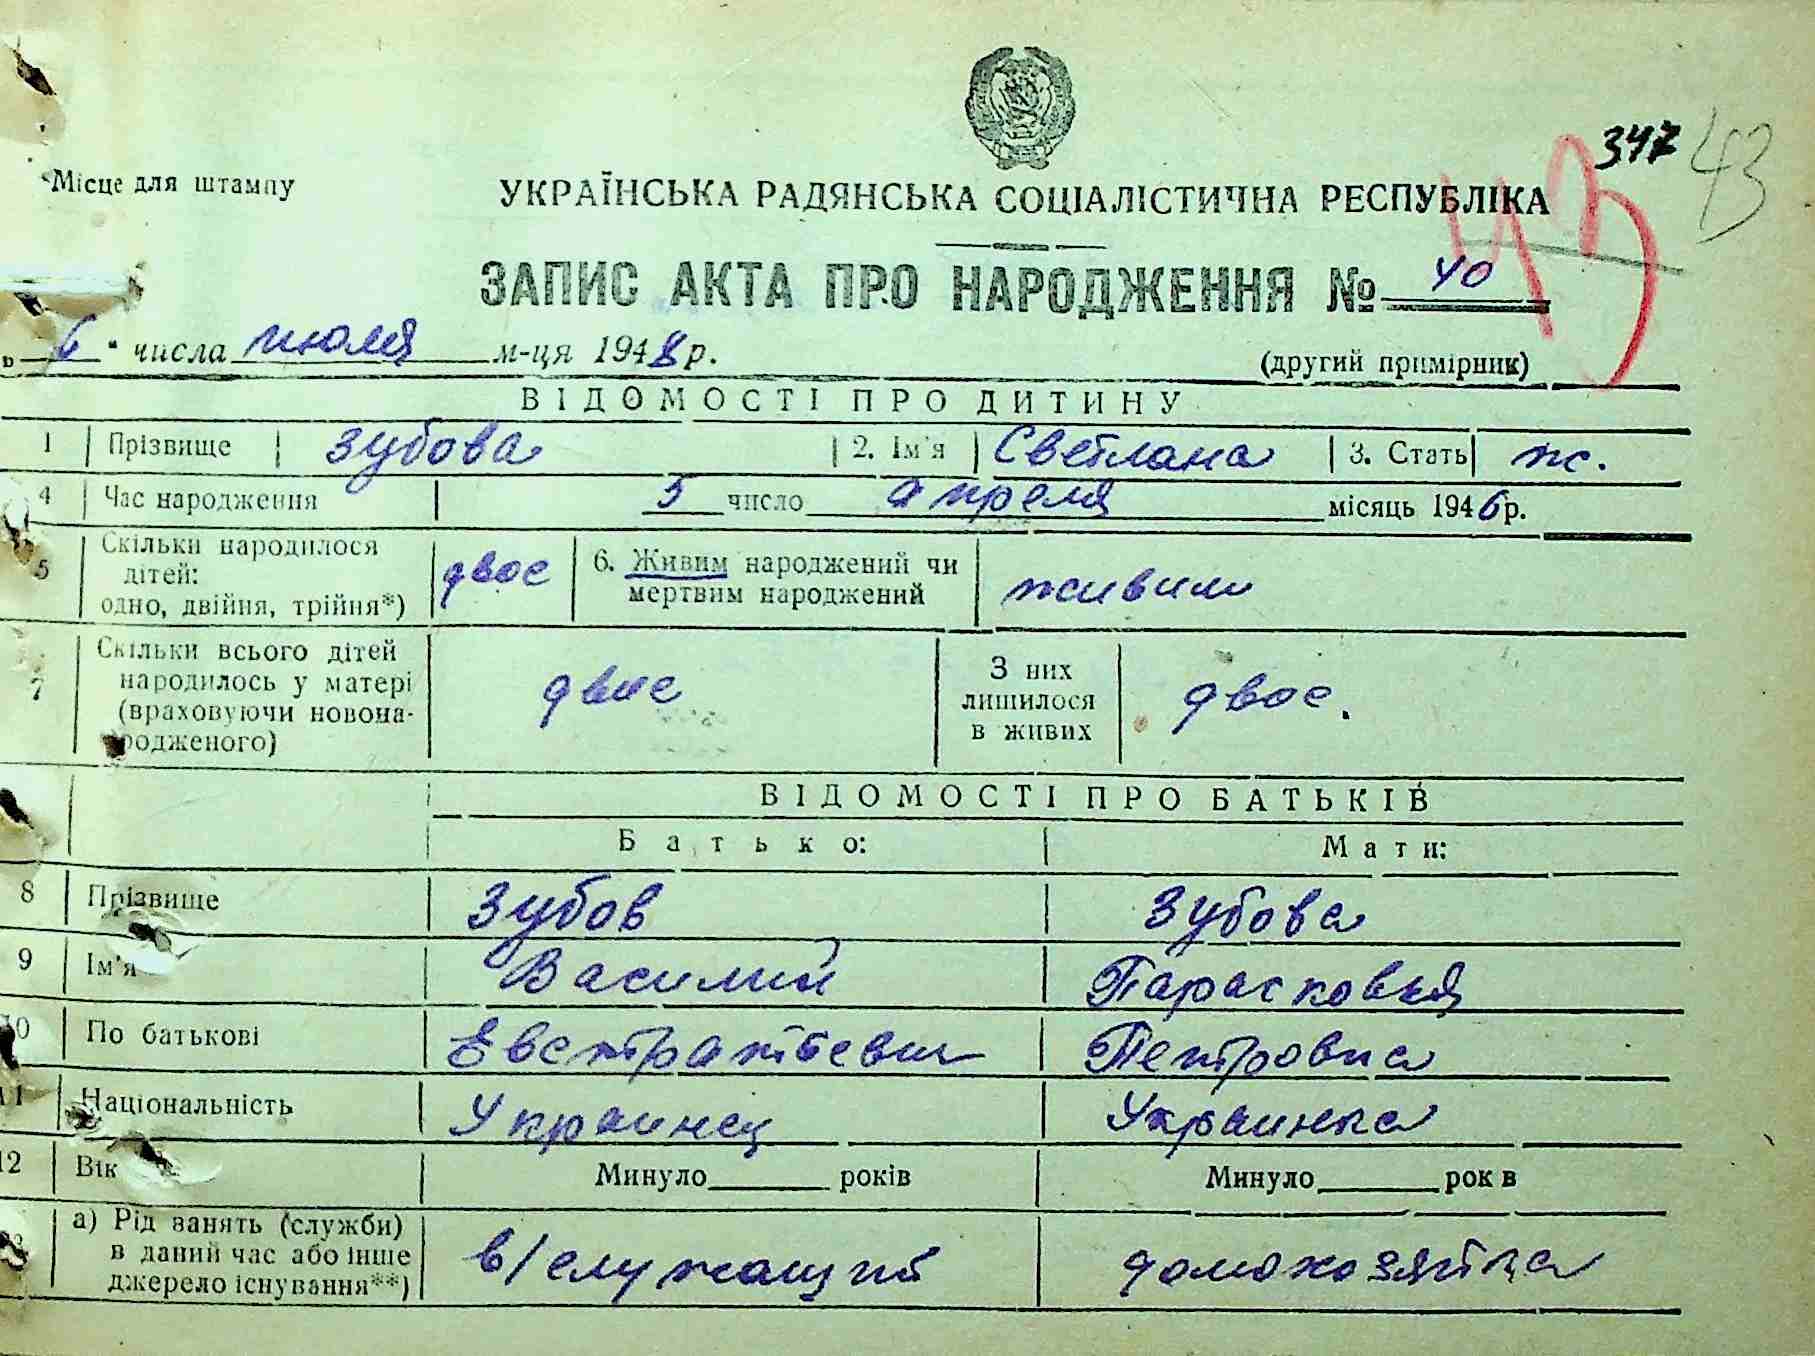 347 43
43
Місце для штампу
УКРАЇНСЬКА РАДЯНСЬКА СОЦІАЛІСТИЧНА РЕСПУБЛІКА
ЗАПИС АКТА ПРО НАРОДЖЕННЯ № 40
„ 6 " числа июля м-ця 1948 р.
(другий примірник)
ВІДОМОСТІ ПРО ДИТИНУ
1 Прізвище Зубова 2. Ім'я Светлана 3. Стать ж.
4 Час народження 5 число апреля місяць 1946 р.
5 Скільки народилося дітей: одно, двійня, трійня*) двое 6. Живим народжений чи мертвим народжений живим
7 Скільки всього дітей народилось у матері (враховуючи новонародженого) двое З них лишилося в живих двое.
ВІДОМОСТІ ПРО БАТЬКІВ
Батько: Мати:
8 Прізвище Зубов Зубова
9 Ім'я Василий Парасковья
10 По батькові Евстратьевич Петровна
11 Національність Украинец Украинка
12 Вік Минуло____ років Минуло____ рок в
13 а) Рід занять (служби) в даний час або інше джерело існування**) в/служащий домохозяйка